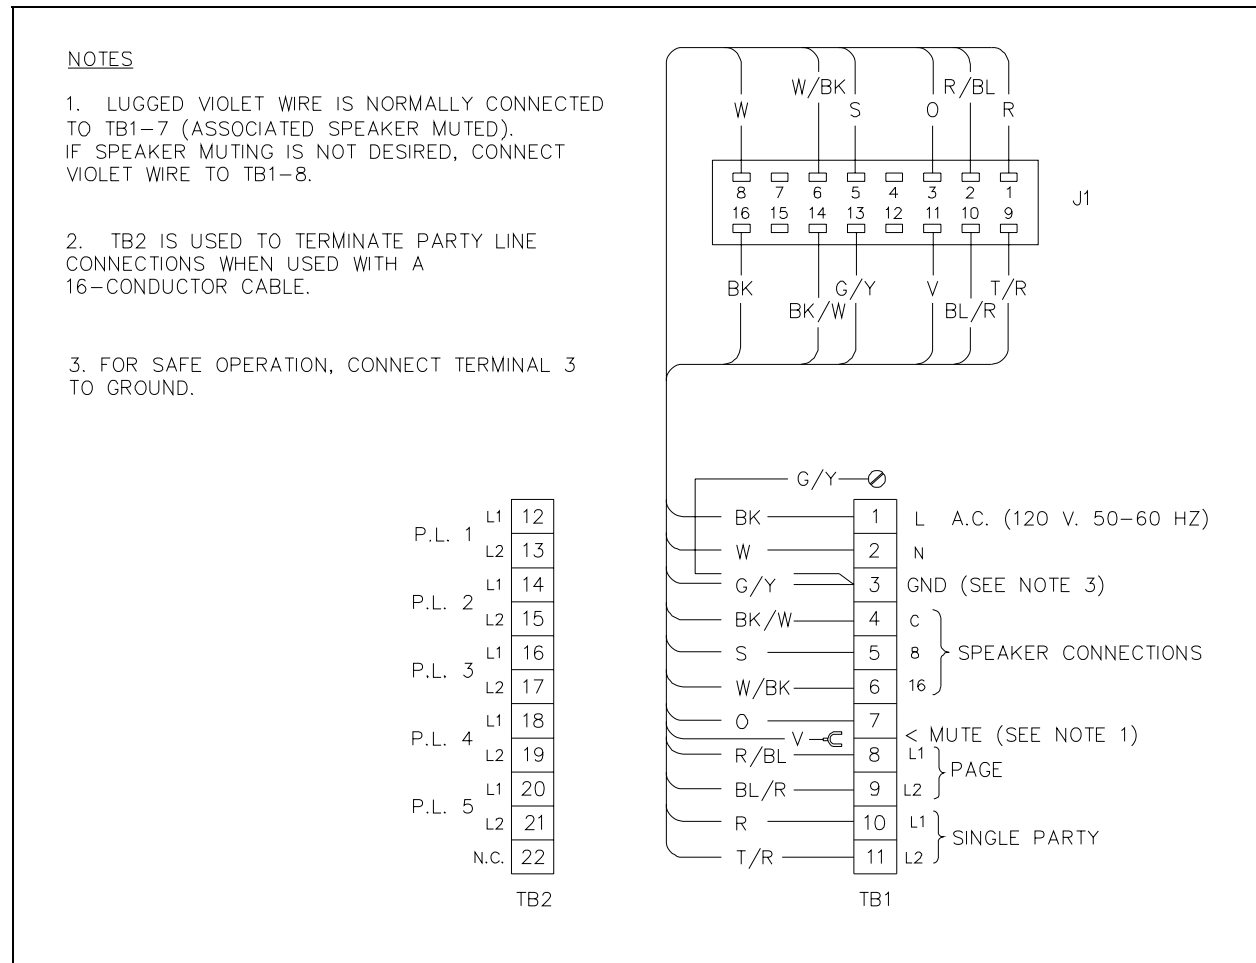 NOTES
1. LUGGED VIOLET WIRE IS NORMALLY CONNECTED
TO TB1-7 (ASSOCIATED SPEAKER MUTED).
IF SPEAKER MUTING IS NOT DESIRED, CONNECT
VIOLET WIRE TO TB1-8.
2. TB2 IS USED TO TERMINATE PARTY LINE
CONNECTIONS WHEN USED WITH A
16-CONDUCTOR CABLE.
3. FOR SAFE OPERATION, CONNECT TERMINAL 3
TO GROUND.
W W/BK S O R/BL R
8 7 6 5 4 3 2 1
16 15 14 13 12 11 10 9
J1
BK BK/W G/Y V BL/R T/R
P.L. 1 L1 12
L2 13
P.L. 2 L1 14
L2 15
P.L. 3 L1 16
L2 17
P.L. 4 L1 18
L2 19
P.L. 5 L1 20
L2 21
N.C. 22
TB2
G/Y
BK 1 L A.C. (120 V. 50-60 HZ)
W 2 N
G/Y 3 GND (SEE NOTE 3)
BK/W 4 C
S 5 8 SPEAKER CONNECTIONS
W/BK 6 16
O 7
V < MUTE (SEE NOTE 1)
R/BL 8 L1
PAGE
BL/R 9 L2
R 10 L1
SINGLE PARTY
T/R 11 L2
TB1